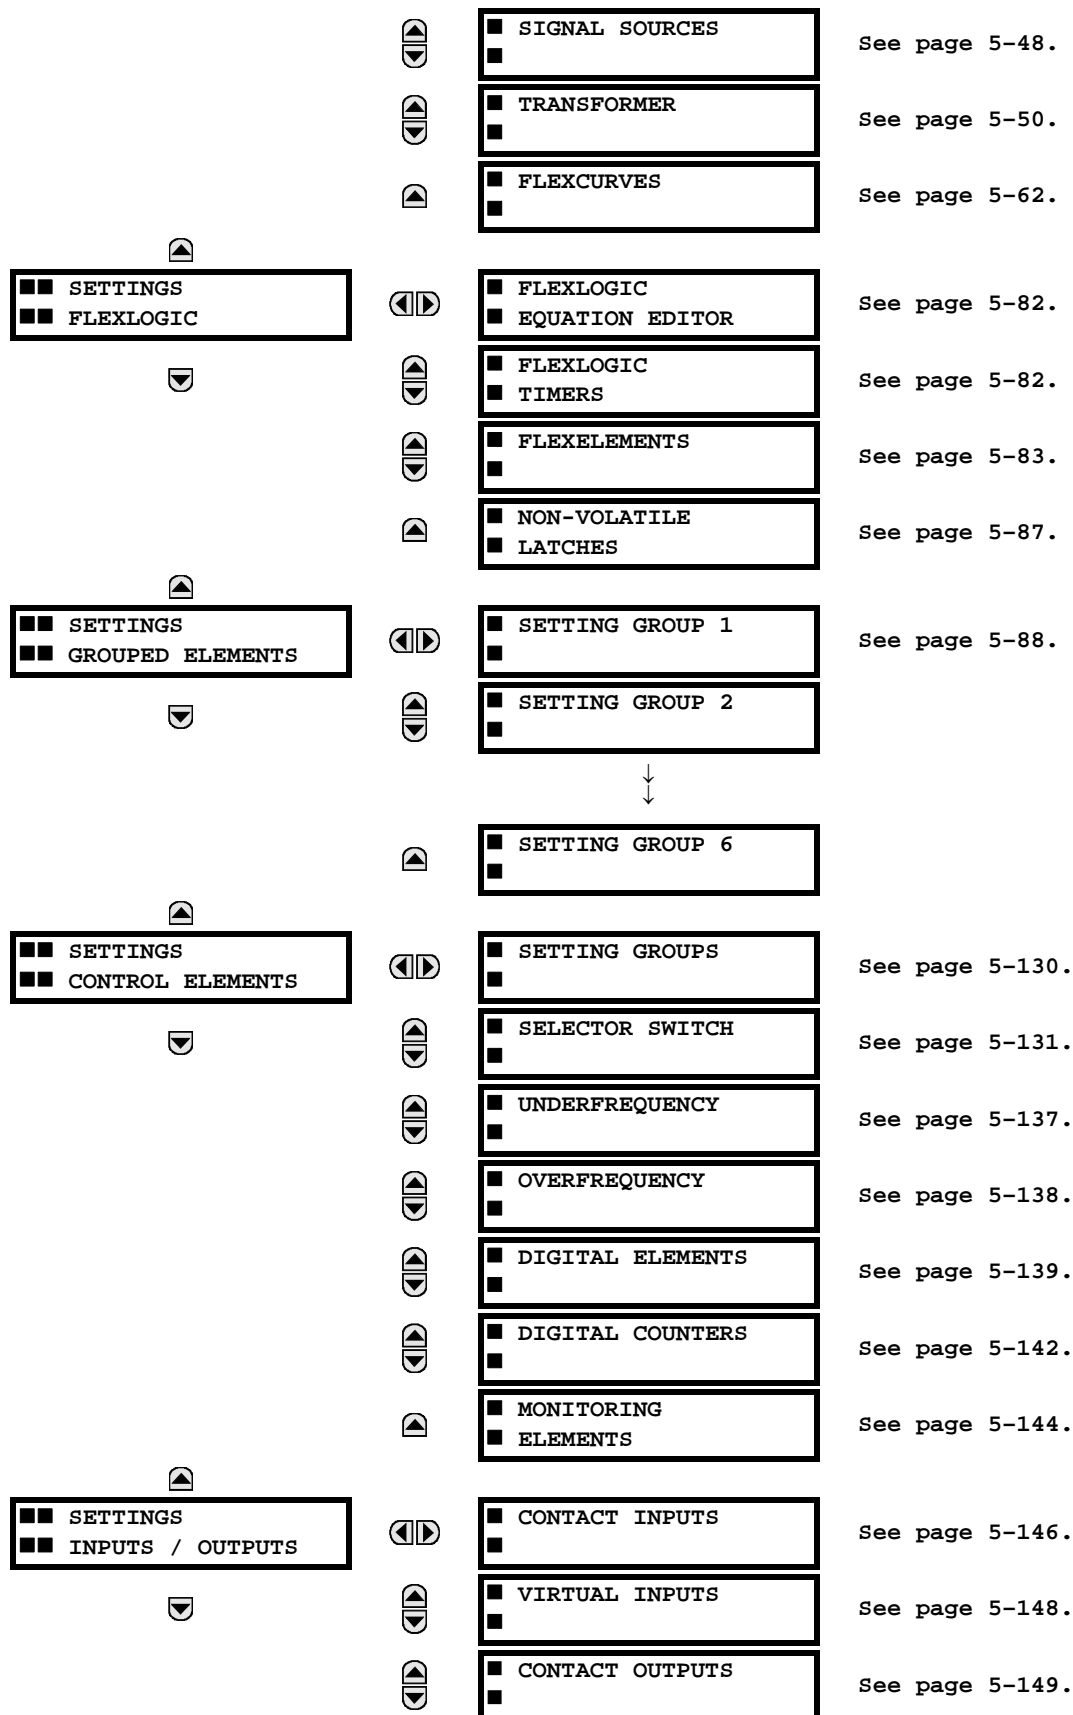 SIGNAL SOURCES
See page 5-48.
TRANSFORMER
See page 5-50.
FLEXCURVES
See page 5-62.
SETTINGS
FLEXLOGIC
FLEXLOGIC
EQUATION EDITOR
See page 5-82.
FLEXLOGIC
TIMERS
See page 5-82.
FLEXELEMENTS
See page 5-83.
NON-VOLATILE
LATCHES
See page 5-87.
SETTINGS
GROUPED ELEMENTS
SETTING GROUP 1
See page 5-88.
SETTING GROUP 2
↓
↓
SETTING GROUP 6
SETTINGS
CONTROL ELEMENTS
SETTING GROUPS
See page 5-130.
SELECTOR SWITCH
See page 5-131.
UNDERFREQUENCY
See page 5-137.
OVERFREQUENCY
See page 5-138.
DIGITAL ELEMENTS
See page 5-139.
DIGITAL COUNTERS
See page 5-142.
MONITORING
ELEMENTS
See page 5-144.
SETTINGS
INPUTS / OUTPUTS
CONTACT INPUTS
See page 5-146.
VIRTUAL INPUTS
See page 5-148.
CONTACT OUTPUTS
See page 5-149.